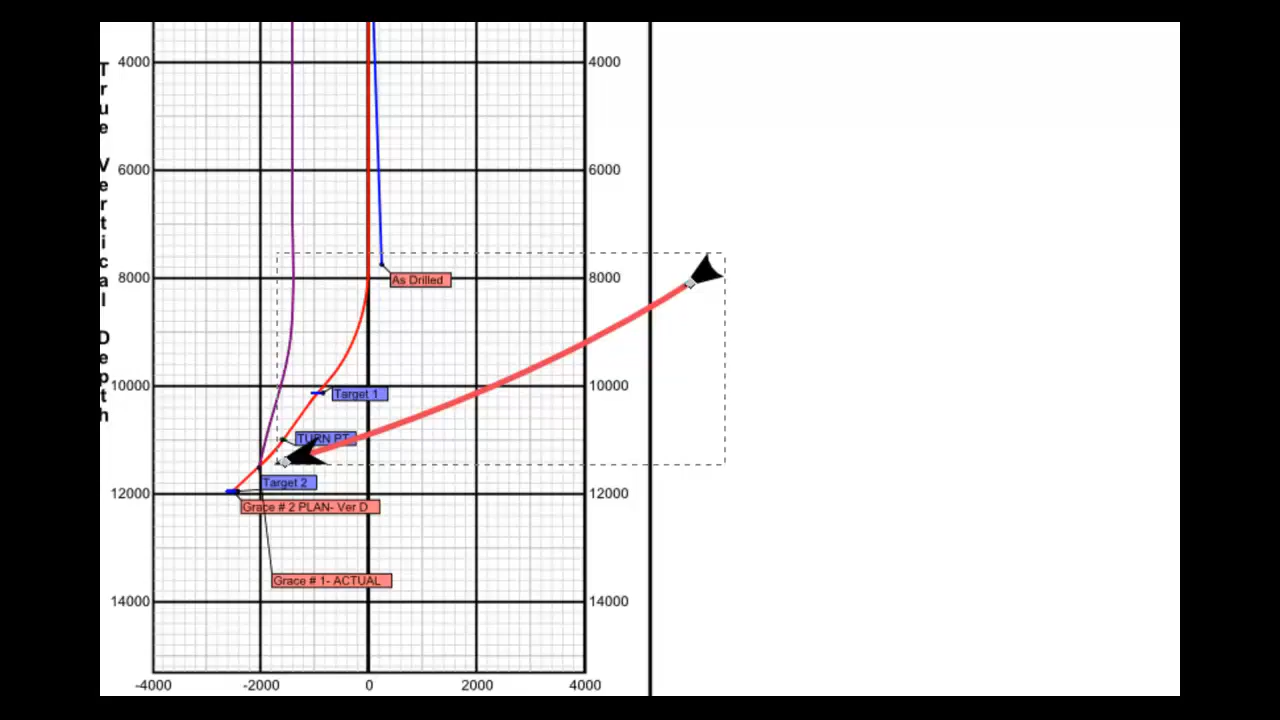 True Vertical Depth
4000
4000
6000
6000
8000
8000
As Drilled
10000
10000
Target 1
TURN PT
Target 2
12000
12000
Grace # 2 PLAN- Ver D
Grace # 1- ACTUAL
14000
14000
-4000
-2000
0
2000
4000